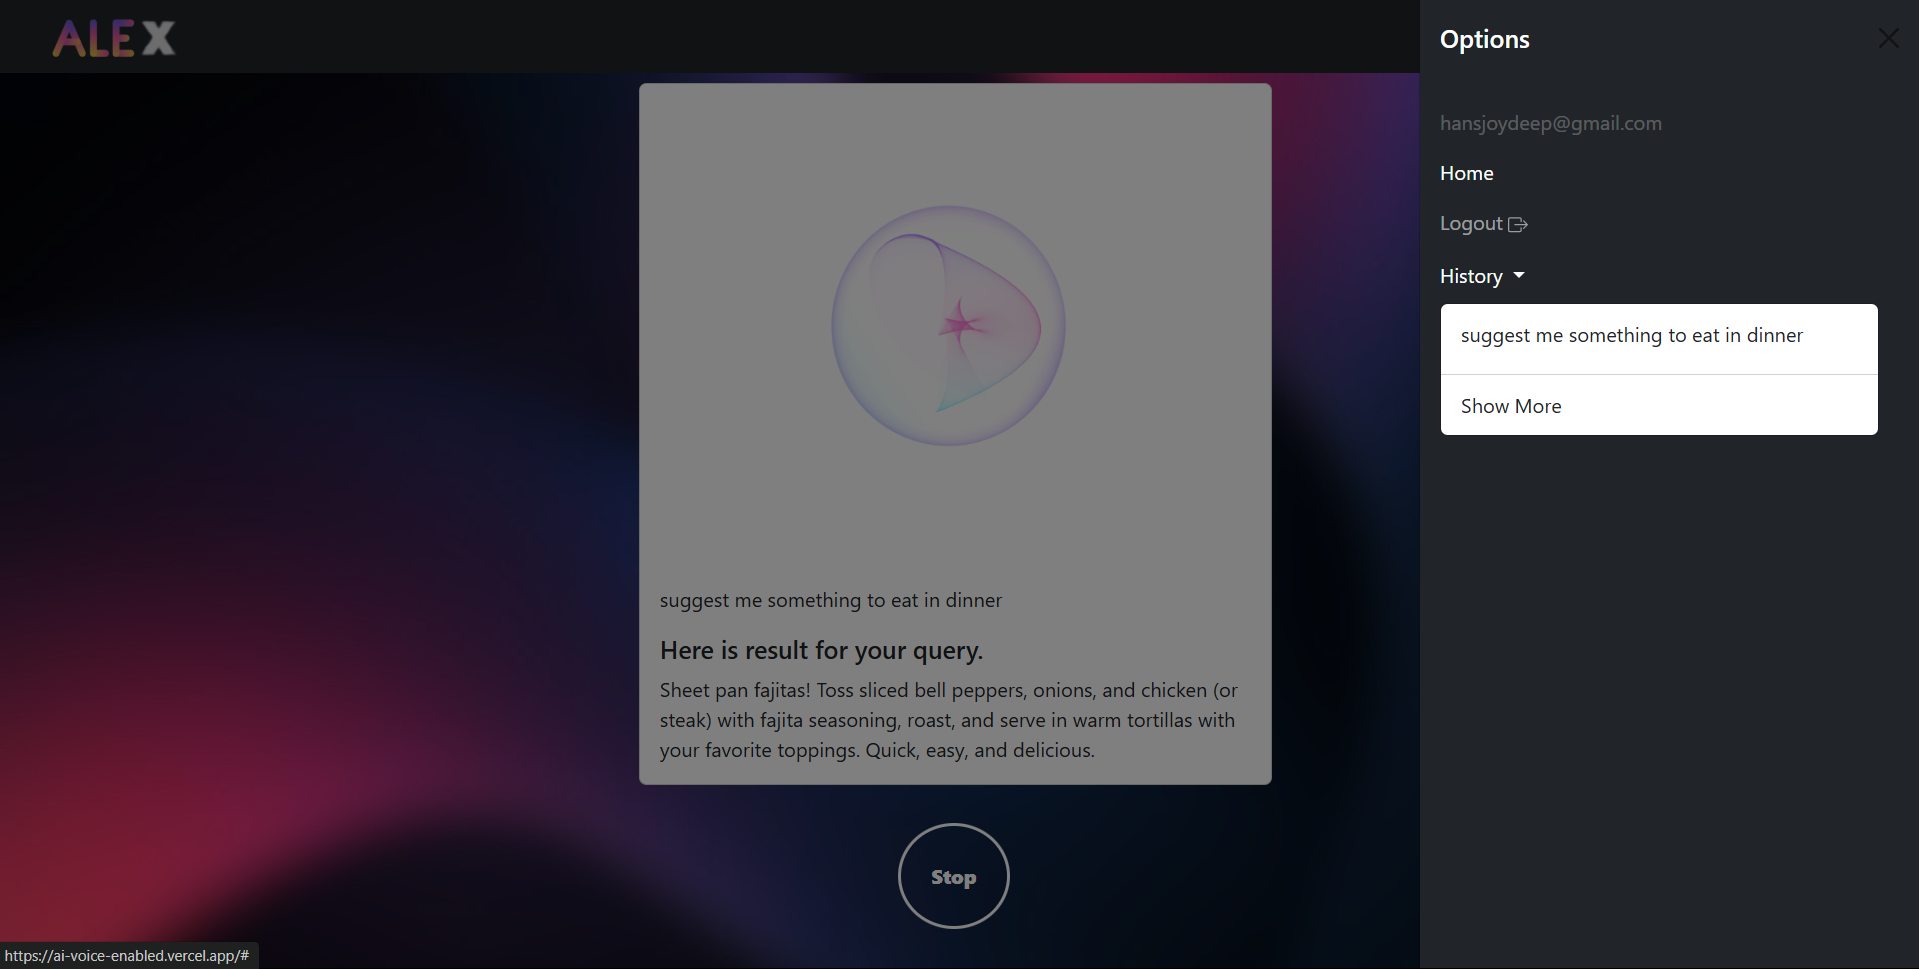 ALEX
Options
hansjoydeep@gmail.com
Home
Logout
History
suggest me something to eat in dinner
Show More
suggest me something to eat in dinner
Here is result for your query.
Sheet pan fajitas! Toss sliced bell peppers, onions, and chicken (or
steak) with fajita seasoning, roast, and serve in warm tortillas with
your favorite toppings. Quick, easy, and delicious.
Stop
https://ai-voice-enabled.vercel.app/#